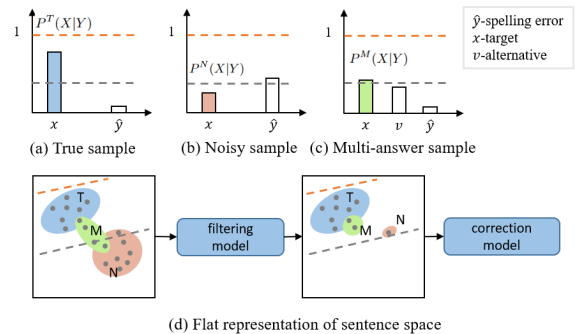 1
P^T(X|Y)
x
ŷ
(a) True sample
1
P^N(X|Y)
x
ŷ
(b) Noisy sample
1
P^M(X|Y)
x
v
ŷ
(c) Multi-answer sample
ŷ-spelling error
x-target
v-alternative
T
M
N
filtering
model
T
M
N
correction
model
(d) Flat representation of sentence space